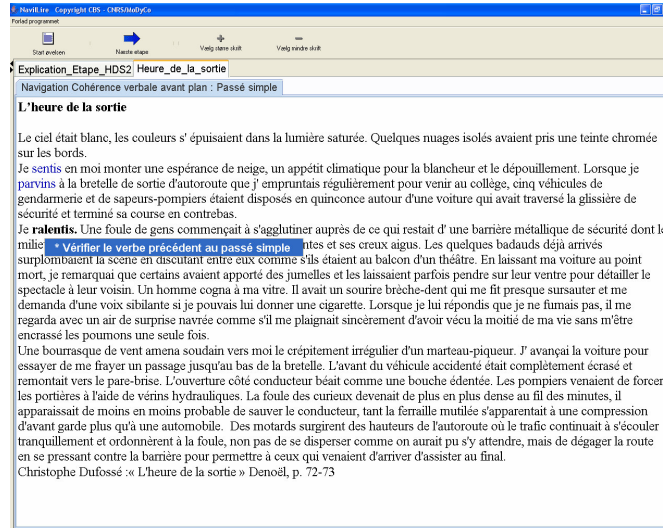 NaviLire Copyright CBS - CNRS/MoDyCo
Forlad programmet
Start øvelsen
Næste etape
Vælg større skrift
Vælg mindre skrift
Explication_Etape_HDS2 Heure_de_la_sortie
Navigation Cohérence verbale avant plan : Passé simple
L'heure de la sortie
Le ciel était blanc, les couleurs s' épuisaient dans la lumière saturée. Quelques nuages isolés avaient pris une teinte chromée
sur les bords.
Je sentis en moi monter une espérance de neige, un appétit climatique pour la blancheur et le dépouillement. Lorsque je
parvins à la bretelle de sortie d'autoroute que j' empruntais régulièrement pour venir au collège, cinq véhicules de
gendarmerie et de sapeurs-pompiers étaient disposés en quinconce autour d'une voiture qui avait traversé la glissière de
sécurité et terminé sa course en contrebas.
Je ralentis. Une foule de gens commençait à s'agglutiner auprès de ce qui restait d' une barrière métallique de sécurité dont le
milie
* Vérifier le verbe précédent au passé simple
ntes et ses creux aigus. Les quelques badauds déjà arrivés
surplombaient la scène en discutant entre eux comme s'ils étaient au balcon d'un théâtre. En laissant ma voiture au point
mort, je remarquai que certains avaient apporté des jumelles et les laissaient parfois pendre sur leur ventre pour détailler le
spectacle à leur voisin. Un homme cogna à ma vitre. Il avait un sourire brèche-dent qui me fit presque sursauter et me
demanda d'une voix sibilante si je pouvais lui donner une cigarette. Lorsque je lui répondis que je ne fumais pas, il me
regarda avec un air de surprise navrée comme s'il me plaignait sincèrement d'avoir vécu la moitié de ma vie sans m'être
encrassé les poumons une seule fois.
Une bourrasque de vent amena soudain vers moi le crépitement irrégulier d'un marteau-piqueur. J' avançai la voiture pour
essayer de me frayer un passage jusqu'au bas de la bretelle. L'avant du véhicule accidenté était complètement écrasé et
remontait vers le pare-brise. L'ouverture côté conducteur béait comme une bouche édentée. Les pompiers venaient de forcer
les portières à l'aide de vérins hydrauliques. La foule des curieux devenait de plus en plus dense au fil des minutes, il
apparaissait de moins en moins probable de sauver le conducteur, tant la ferraille mutilée s'apparentait à une compression
d'avant garde plus qu'à une automobile. Des motards surgirent des hauteurs de l'autoroute où le trafic continuait à s'écouler
tranquillement et ordonnèrent à la foule, non pas de se disperser comme on aurait pu s'y attendre, mais de dégager la route
en se pressant contre la barrière pour permettre à ceux qui venaient d'arriver d'assister au final.
Christophe Dufossé :« L'heure de la sortie » Denoël, p. 72-73